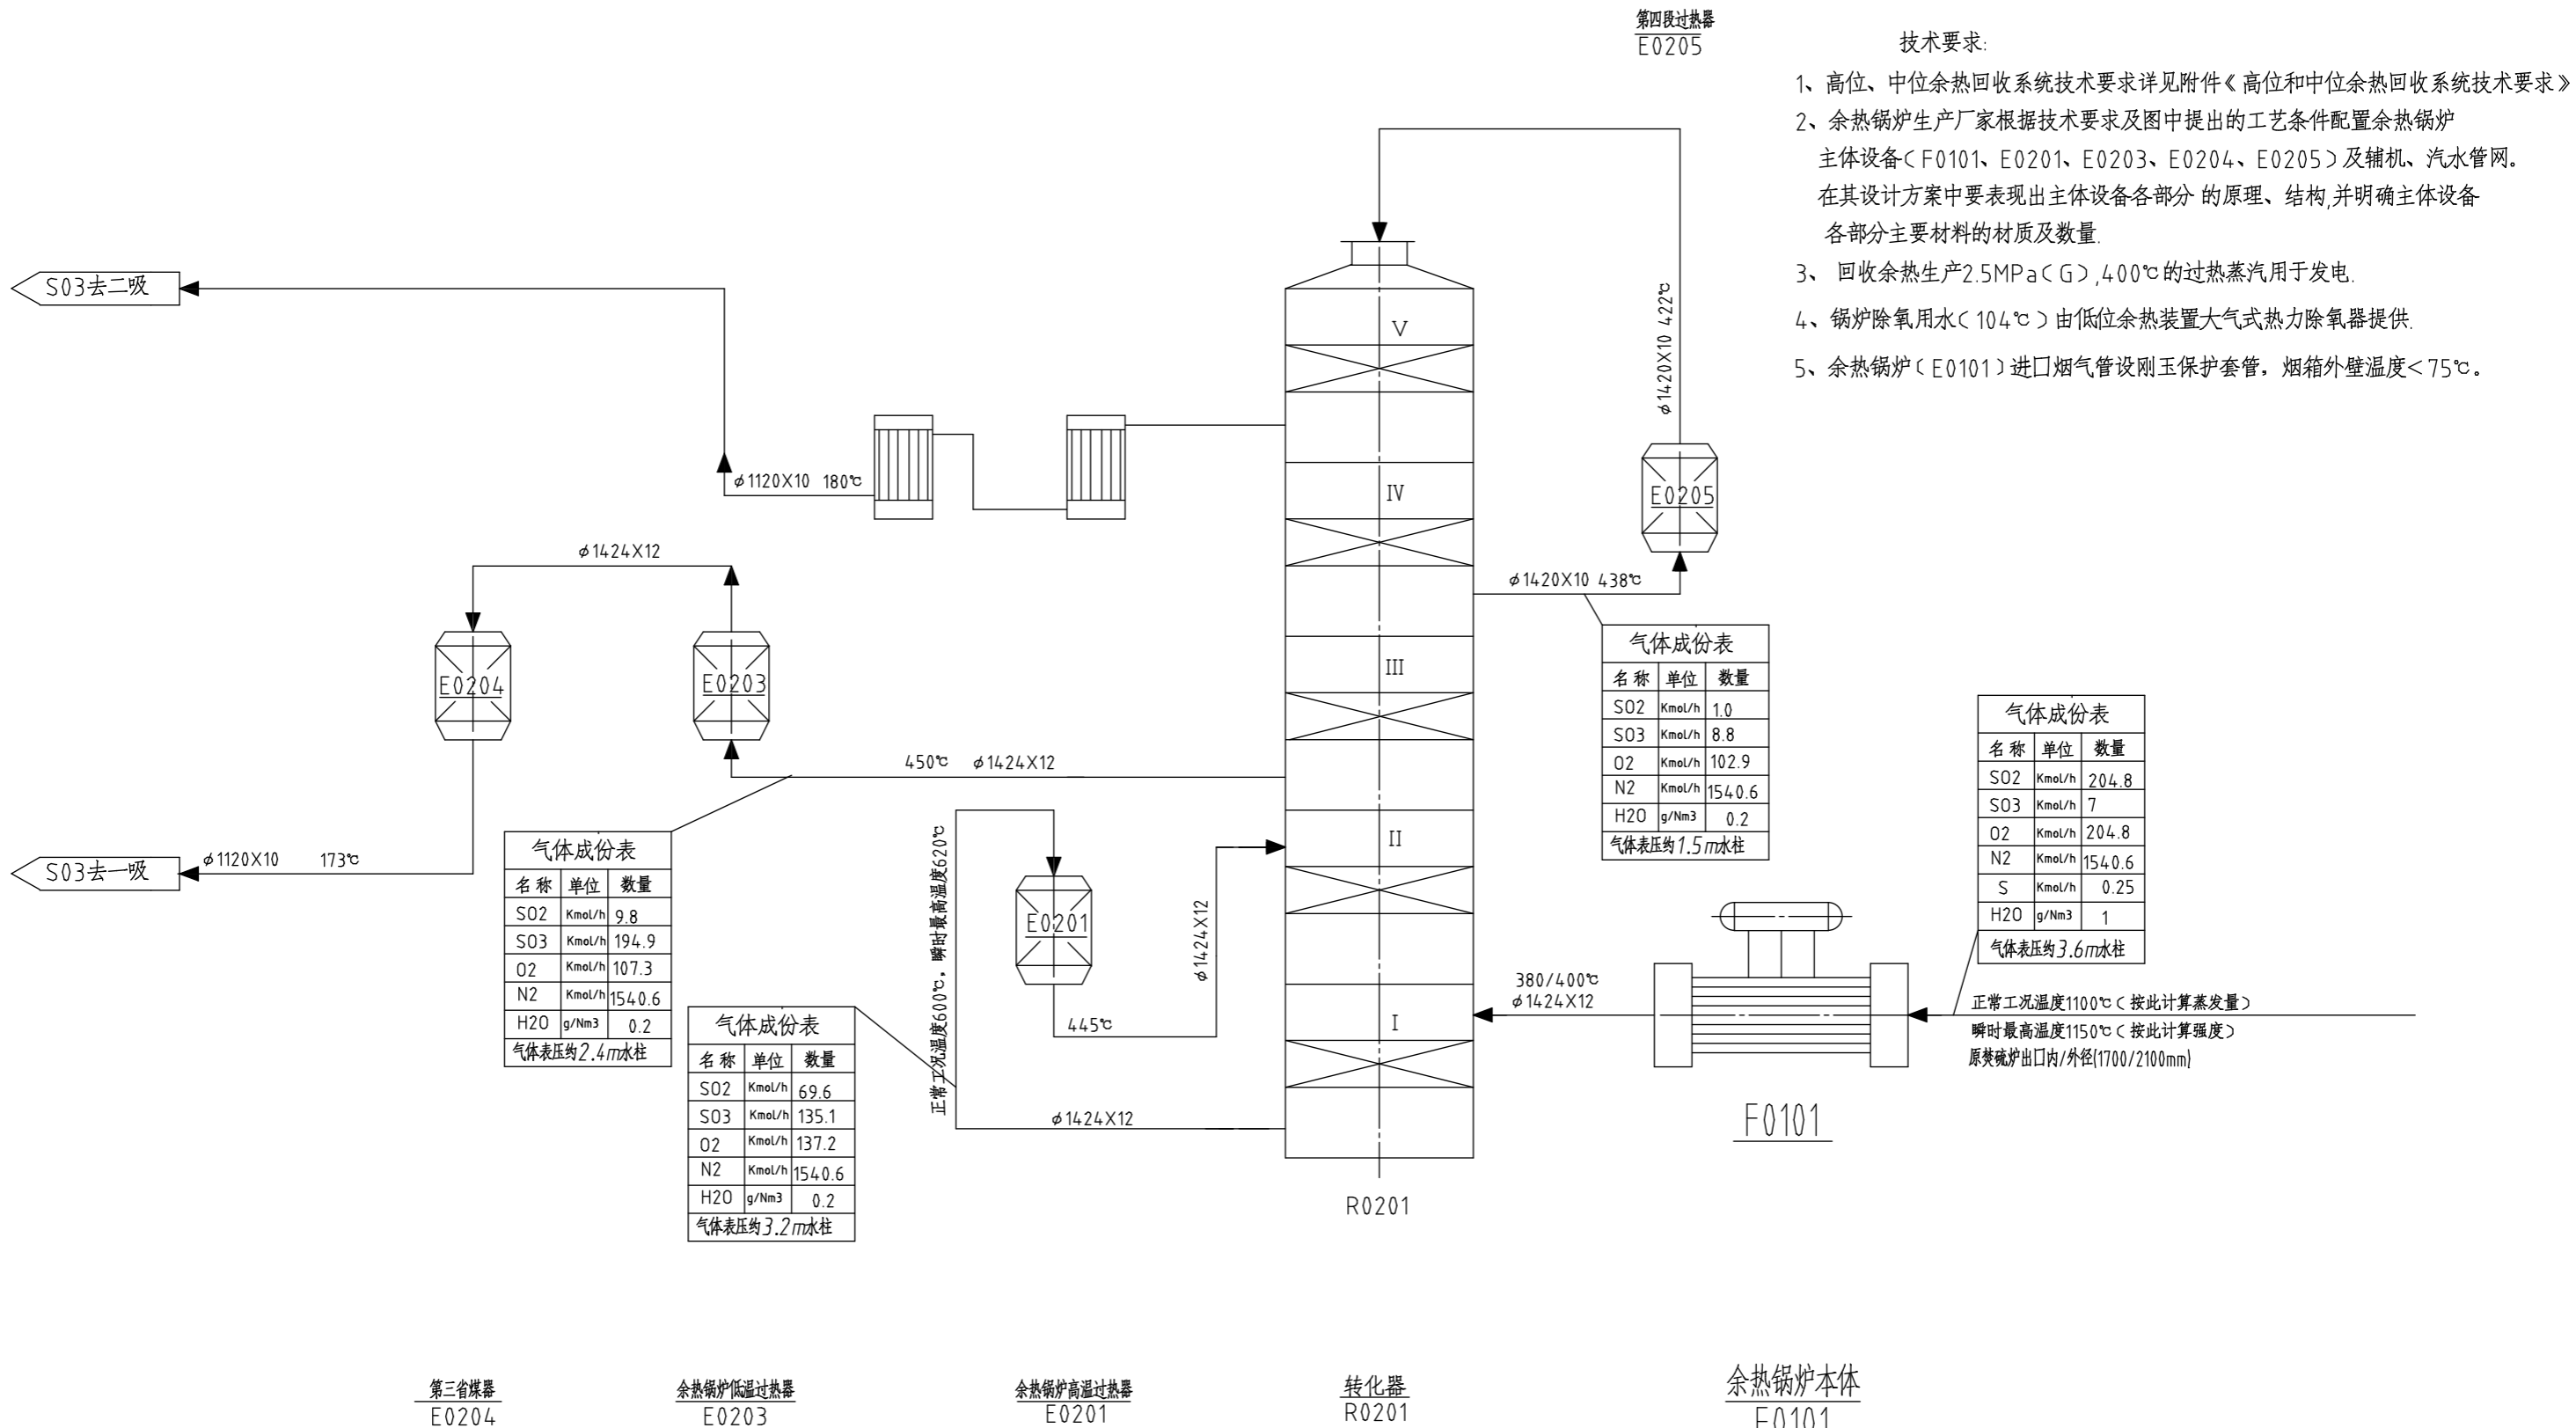 第四段过热器
E0205
技术要求:
1、高位、中位余热回收系统技术要求详见附件《高位和中位余热回收系统技术要求》
2、余热锅炉生产厂家根据技术要求及图中提出的工艺条件配置余热锅炉
主体设备(F0101、E0201、E0203、E0204、E0205)及辅机、汽水管网。
在其设计方案中要表现出主体设备各部分 的原理、结构,并明确主体设备
各部分主要材料的材质及数量.
3、 回收余热生产2.5MPa(G),400℃的过热蒸汽用于发电.
4、锅炉除氧用水(104℃)由低位余热装置大气式热力除氧器提供.
5、余热锅炉(E0101)进口烟气管设刚玉保护套管，烟箱外壁温度<75℃。
SO3去二吸
φ1120X10 180℃
V
IV
III
II
I
φ1420X10 422℃
E0205
φ1420X10 438℃
φ1424X12
E0204
E0203
450℃ φ1424X12
SO3去一吸
φ1120X10 173℃
气体成份表
名称 单位 数量
SO2 Kmol/h 9.8
SO3 Kmol/h 194.9
O2 Kmol/h 107.3
N2 Kmol/h 1540.6
H2O g/Nm3 0.2
气体表压约2.4m水柱
气体成份表
名称 单位 数量
SO2 Kmol/h 69.6
SO3 Kmol/h 135.1
O2 Kmol/h 137.2
N2 Kmol/h 1540.6
H2O g/Nm3 0.2
气体表压约3.2m水柱
正常工况温度600℃，瞬时最高温度620℃
E0201
445℃
φ1424X12
φ1424X12
R0201
气体成份表
名称 单位 数量
SO2 Kmol/h 1.0
SO3 Kmol/h 8.8
O2 Kmol/h 102.9
N2 Kmol/h 1540.6
H2O g/Nm3 0.2
气体表压约1.5m水柱
气体成份表
名称 单位 数量
SO2 Kmol/h 204.8
SO3 Kmol/h 7
O2 Kmol/h 204.8
N2 Kmol/h 1540.6
S Kmol/h 0.25
H2O g/Nm3 1
气体表压约3.6m水柱
380/400℃
φ1424X12
正常工况温度1100℃(按此计算蒸发量)
瞬时最高温度1150℃(按此计算强度)
原焚硫炉出口内/外径(1700/2100mm)
F0101
第三省煤器
E0204
余热锅炉低温过热器
E0203
余热锅炉高温过热器
E0201
转化器
R0201
余热锅炉本体
F0101